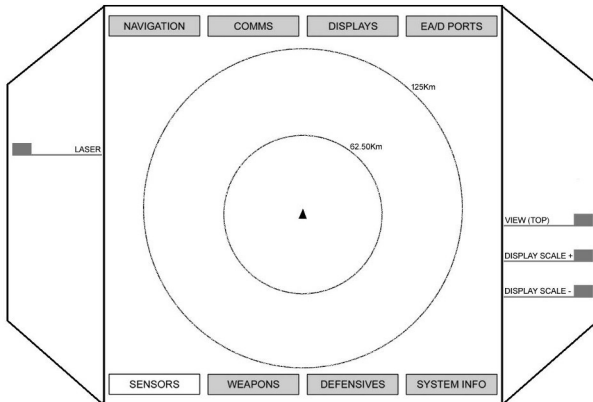 NAVIGATION
COMMS
DISPLAYS
EA/D PORTS
125Km
62.50Km
LASER
VIEW (TOP)
DISPLAY SCALE +
DISPLAY SCALE -
SENSORS
WEAPONS
DEFENSIVES
SYSTEM INFO